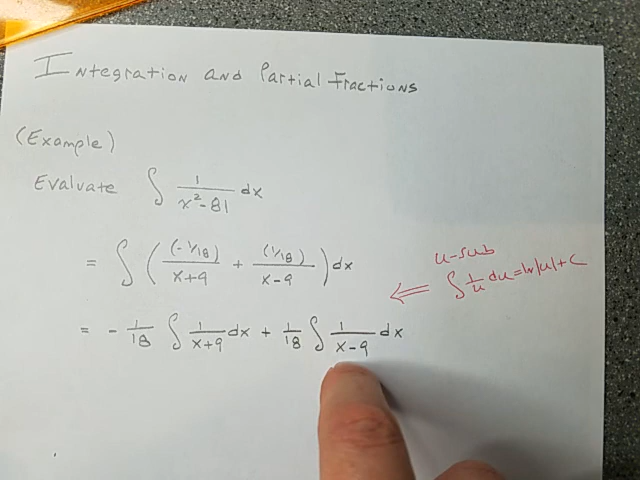 Integration and Partial Fractions
(Example)
Evaluate ∫ 1/(x²-81) dx
= ∫ ( (-1/18)/(x+9) + (1/18)/(x-9) ) dx
u-sub
⇐ ∫ 1/u du = ln|u|+C
= - 1/18 ∫ 1/(x+9) dx + 1/18 ∫ 1/(x-9) dx